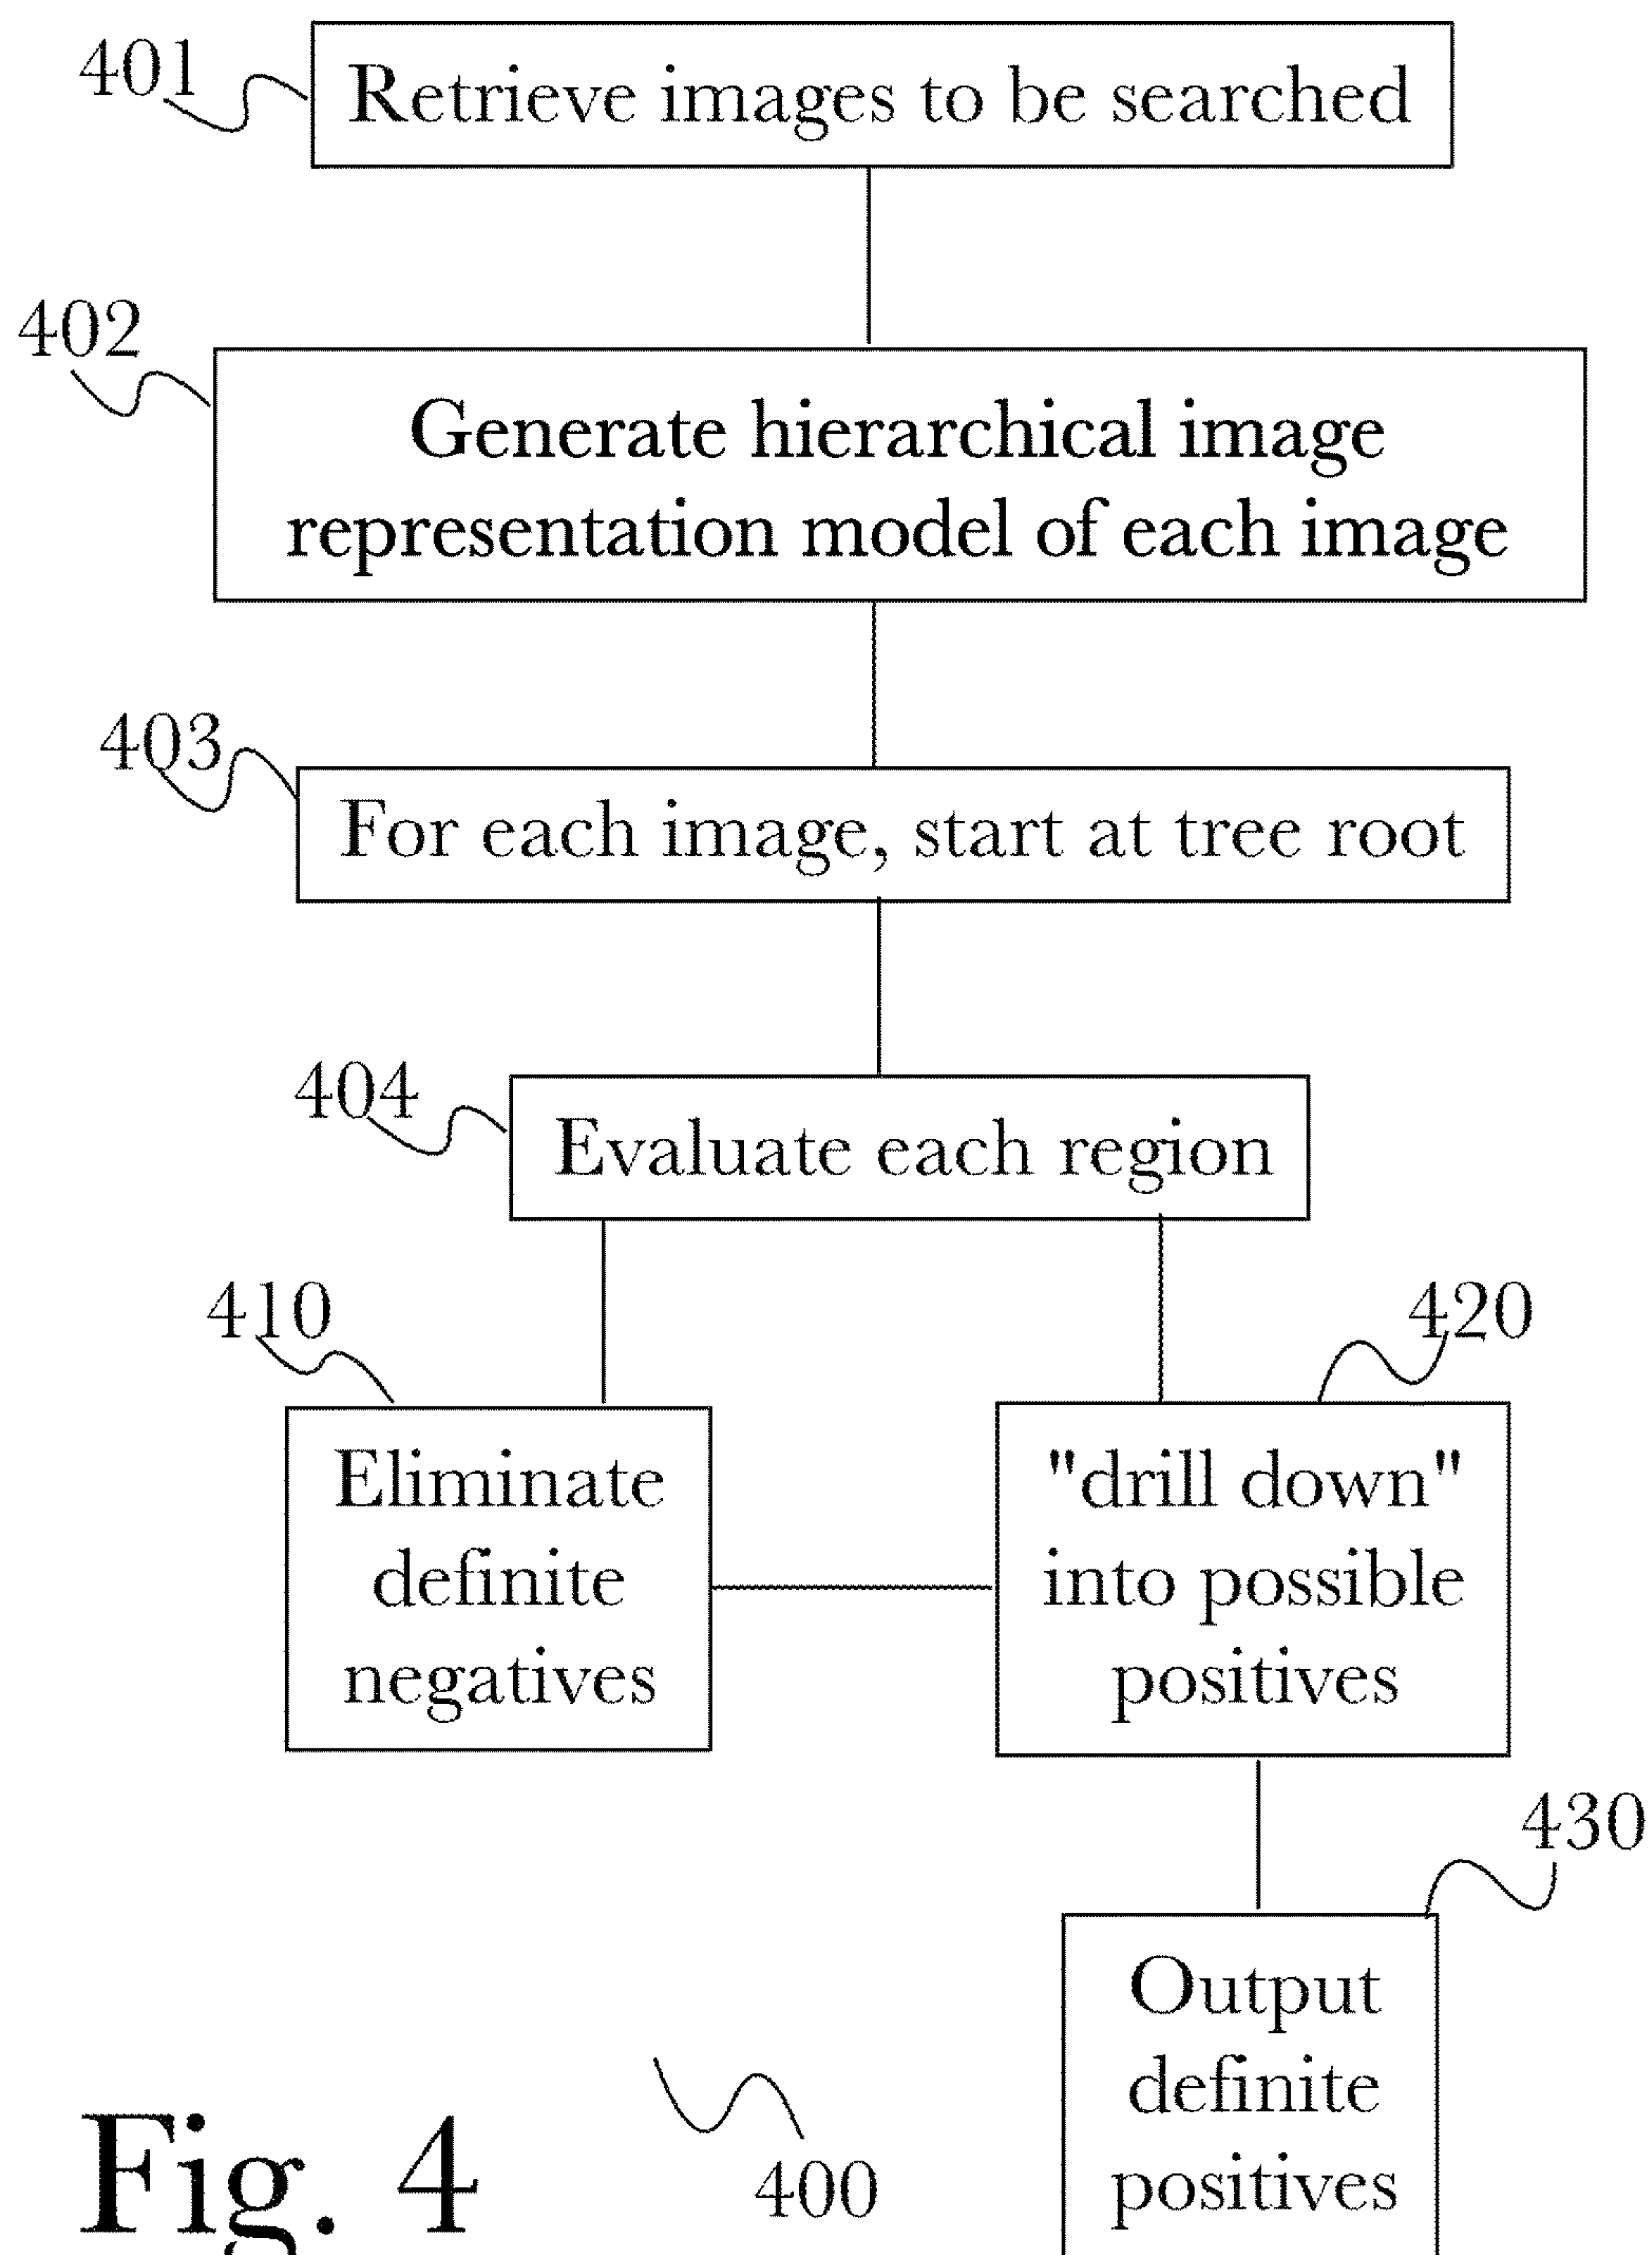 401
Retrieve images to be searched
402
Generate hierarchical image
representation model of each image
403
For each image, start at tree root
404
Evaluate each region
410
420
Eliminate
definite
negatives
"drill down"
into possible
positives
430
Output
definite
positives
400
Fig. 4